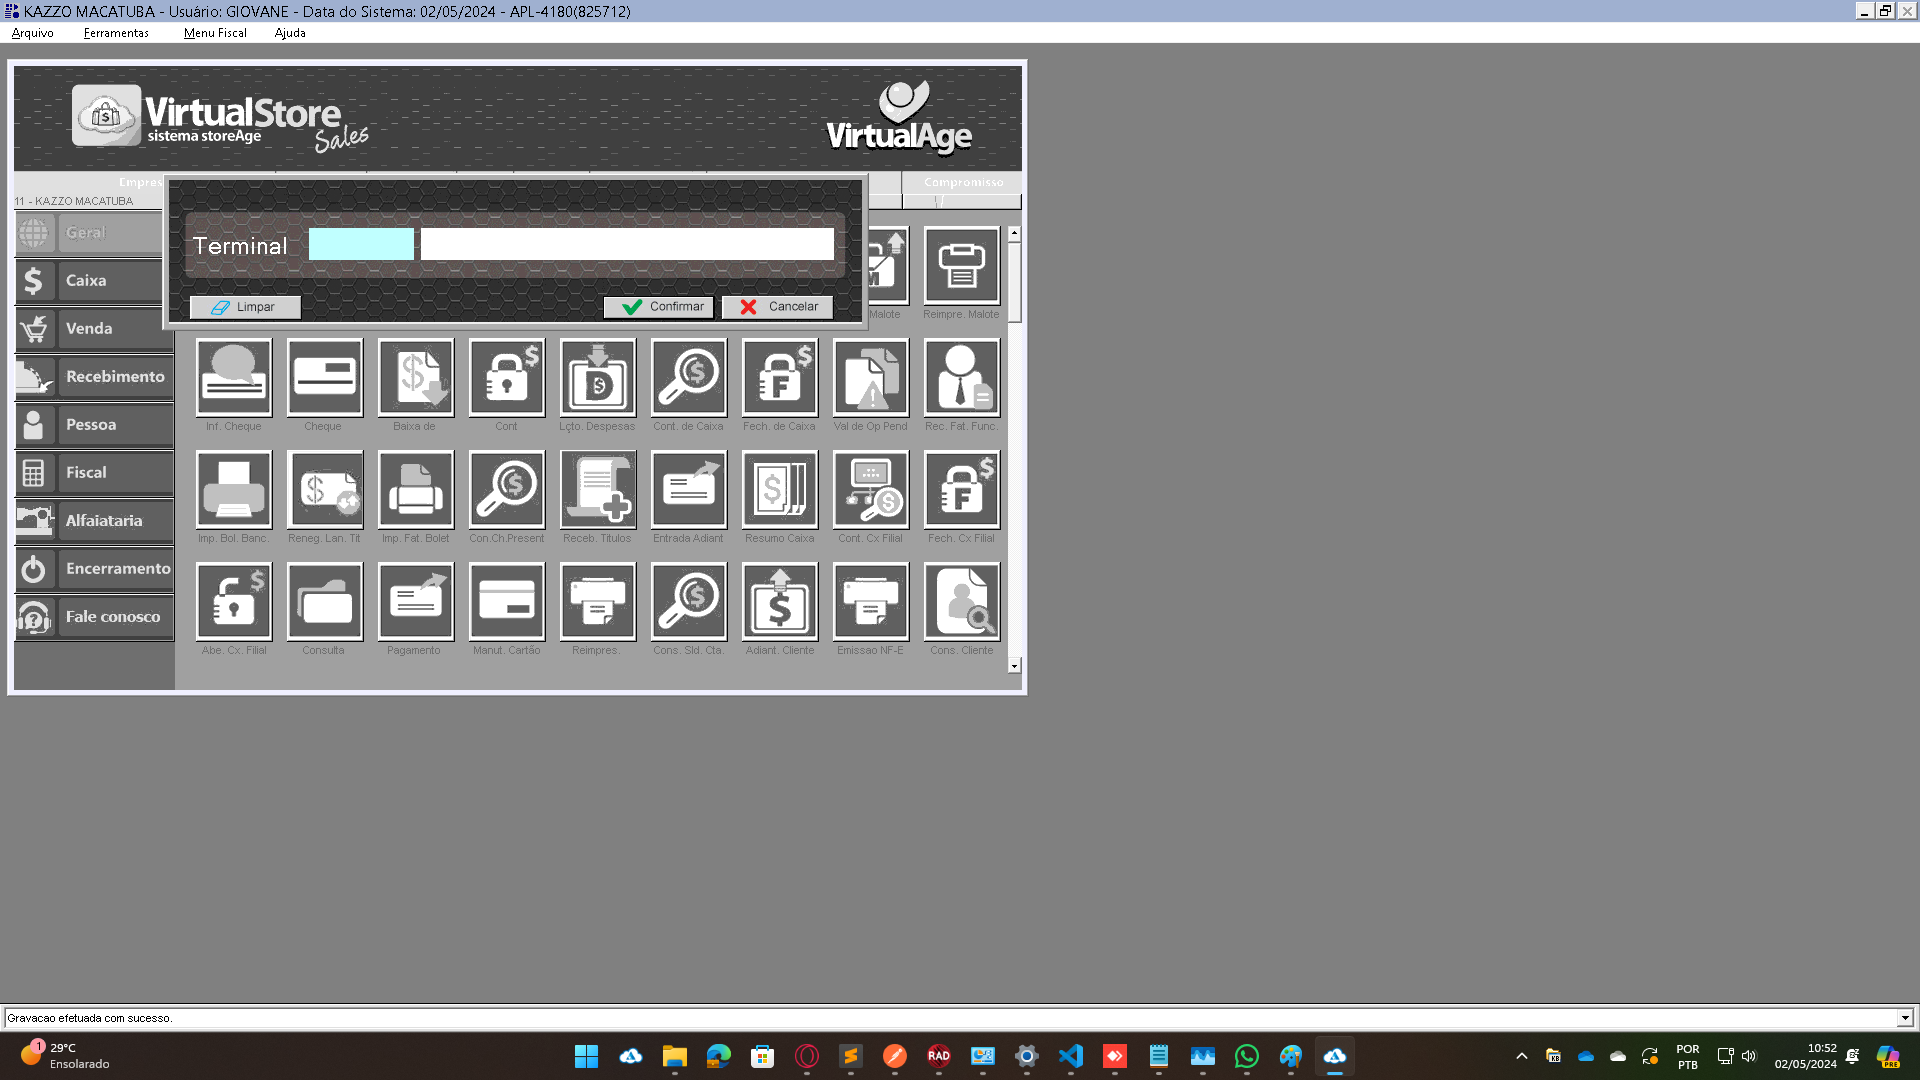 KAZZO MACATUBA - Usuário: GIOVANE - Data do Sistema: 02/05/2024 - APL-4180(825712)
Arquivo Ferramentas Menu Fiscal Ajuda
VirtualStore
sistema storeAge Sales
VirtualAge
Empres Compromisso
11 - KAZZO MACATUBA
Geral
Terminal
Limpar Confirmar Cancelar
Malote Reimpre. Malote
Caixa
Venda
Recebimento
Pessoa
Fiscal
Alfaiataria
Encerramento
Fale conosco
Inf. Cheque Cheque Baixa de Cont Lçto. Despesas Cont. de Caixa Fech. de Caixa Val de Op Pend Rec. Fat. Func.
Imp. Bol. Banc. Reneg. Lan. Tit Imp. Fat. Bolet Con.Ch.Present Receb. Titulos Entrada Adiant Resumo Caixa Cont. Cx Filial Fech. Cx Filial
Abe. Cx. Filial Consulta Pagamento Manut. Cartão Reimpres. Cons. Sld. Cta. Adiant. Cliente Emissao NF-E Cons. Cliente
Gravacao efetuada com sucesso.
1
29°C
Ensolarado
RAD
POR
PTB
10:52
02/05/2024
PRE